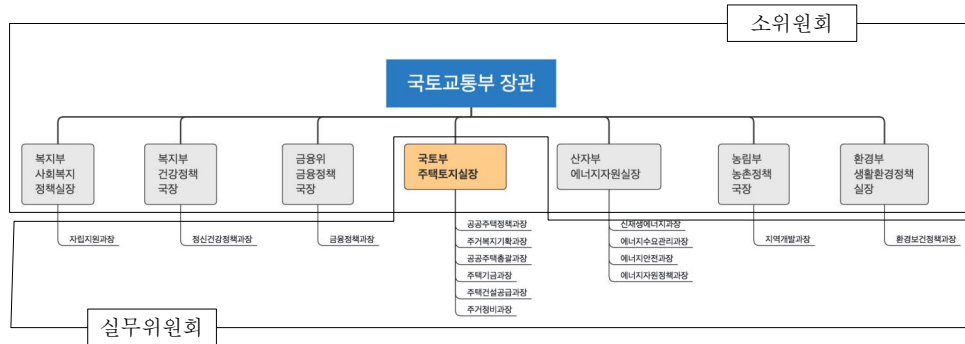 소위원회
국토교통부 장관
복지부
사회복지
정책실장
복지부
건강정책
국장
금융위
금융정책
국장
국토부
주택토지실장
산자부
에너지자원실장
농림부
농촌정책
국장
환경부
생활환경정책
실장
자립지원과장
정신건강정책과장
금융정책과장
공공주택정책과장
주거복지기획과장
공공주택총괄과장
주택기금과장
주택건설공급과장
주거정비과장
신재생에너지과장
에너지수요관리과장
에너지안전과장
에너지자원정책과장
지역개발과장
환경보건정책과장
실무위원회